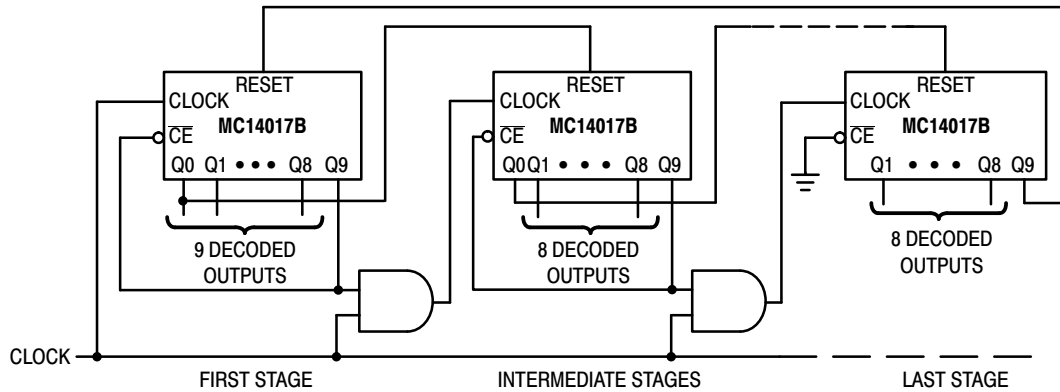 RESET
CLOCK
MC14017B
CE
Q0 Q1 • • • Q8 Q9
9 DECODED
OUTPUTS
RESET
CLOCK
MC14017B
CE
Q0 Q1 • • • Q8 Q9
8 DECODED
OUTPUTS
RESET
CLOCK
MC14017B
CE
Q1 • • • Q8 Q9
8 DECODED
OUTPUTS
CLOCK
FIRST STAGE
INTERMEDIATE STAGES
LAST STAGE